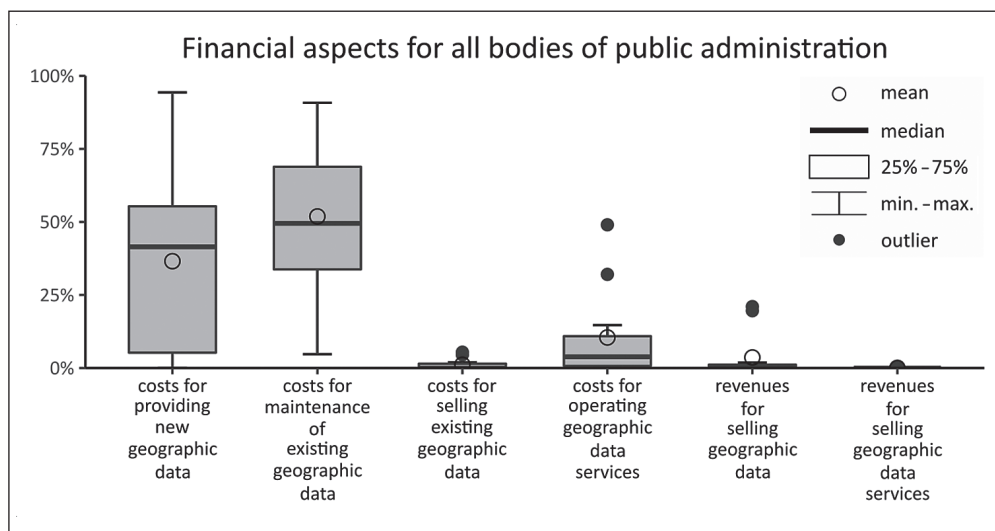 Financial aspects for all bodies of public administration
100%
75%
50%
25%
0%
mean
median
25% – 75%
min. – max.
outlier
costs for
providing
new
geographic
data
costs for
maintenance
of
existing
geographic
data
costs for
selling
existing
geographic
data
costs for
operating
geographic
data
services
revenues
for
selling
geographic
data
revenues
for
selling
geographic
data
services